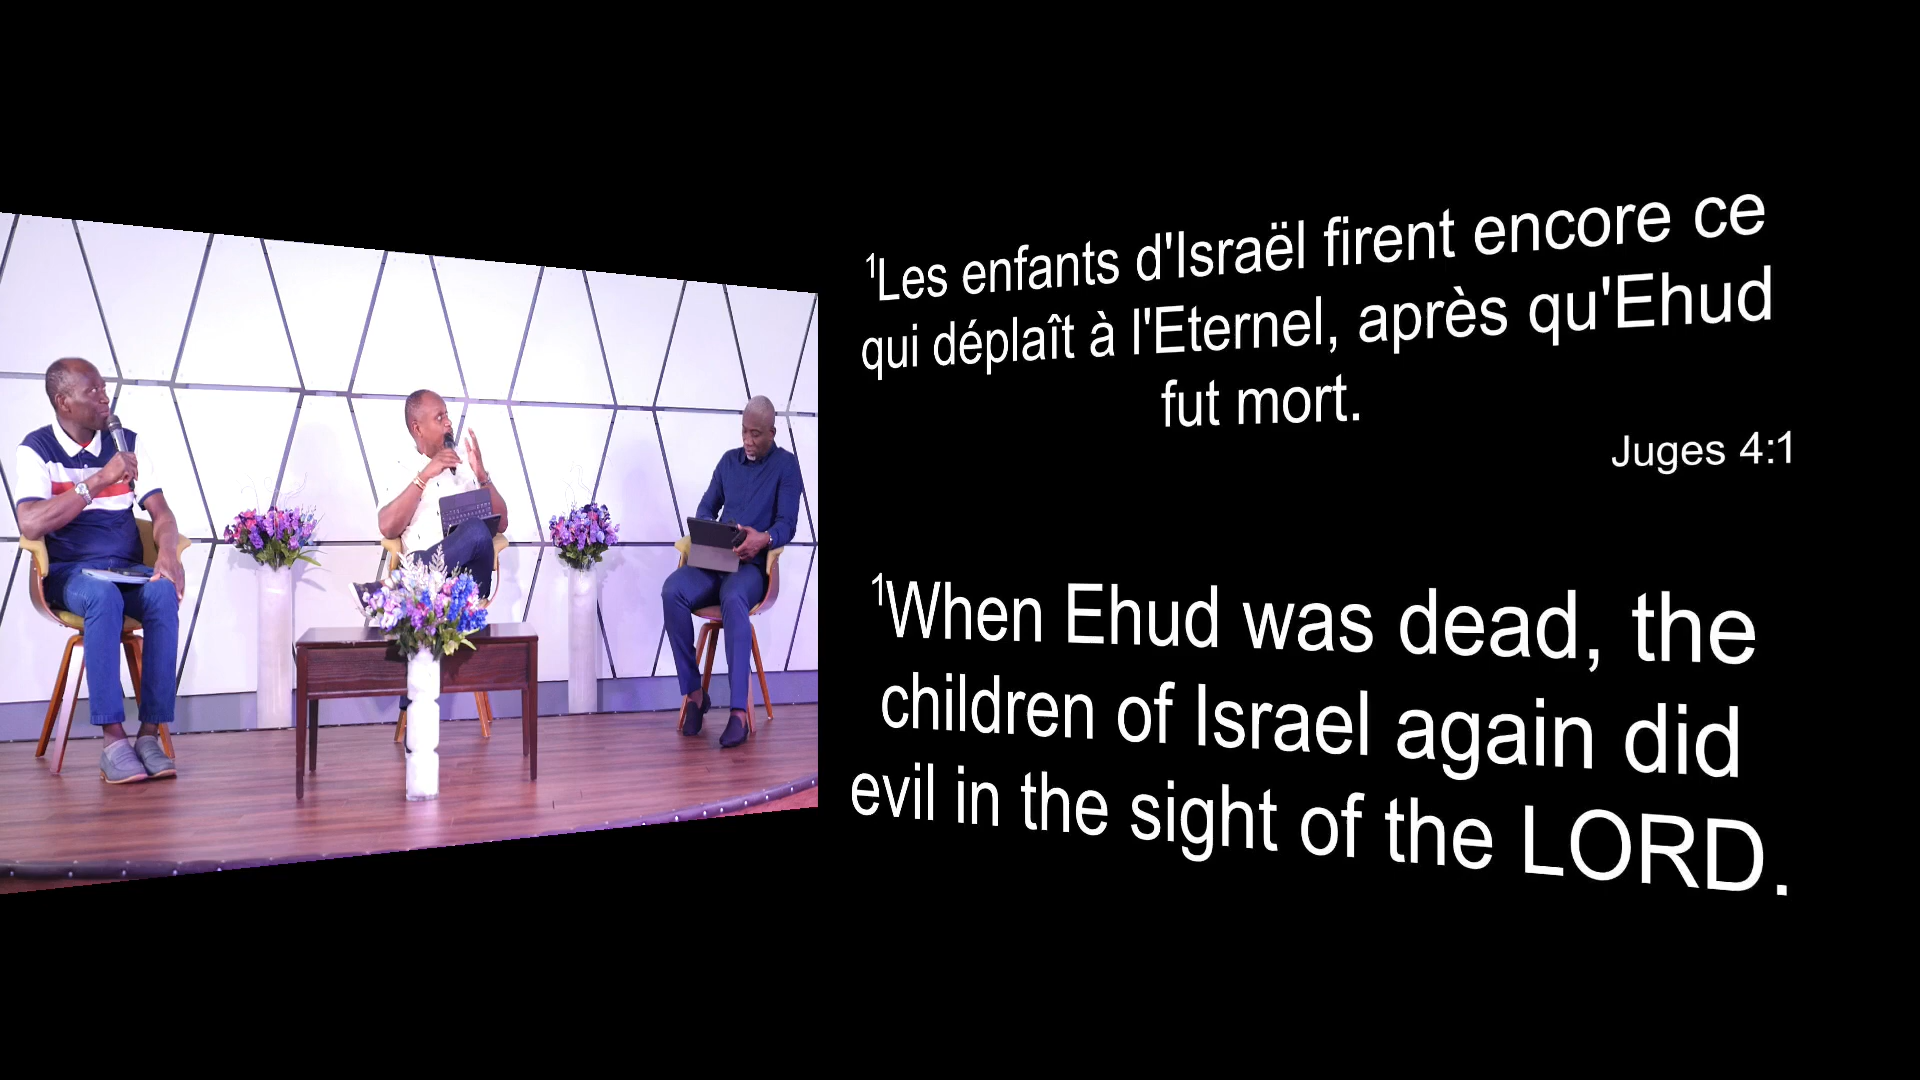 ¹Les enfants d'Israël firent encore ce
qui déplaît à l'Eternel, après qu'Ehud
fut mort.
Juges 4:1
¹When Ehud was dead, the
children of Israel again did
evil in the sight of the LORD.